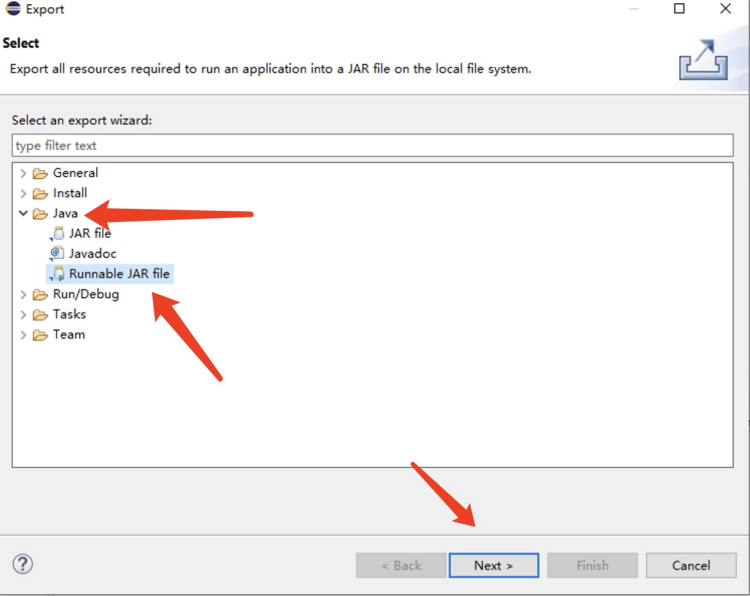 Export
Select
Export all resources required to run an application into a JAR file on the local file system.
Select an export wizard:
type filter text
General
Install
Java
JAR file
Javadoc
Runnable JAR file
Run/Debug
Tasks
Team
?
< Back Next > Finish Cancel